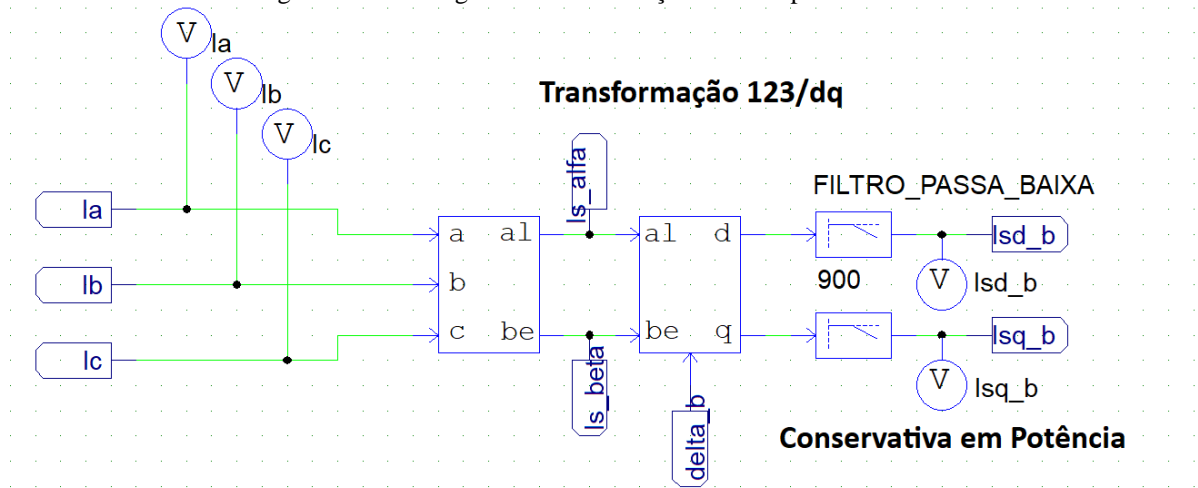 V
Ia
V
Ib
Transformação 123/dq
V
Ic
Is_alfa
FILTRO_PASSA_BAIXA
Ia
a
al
al
d
Isd_b
Ib
b
900
V
Isd_b
Ic
c
be
be
q
Isq_b
Is_beta
delta_b
V
Isq_b
Conservativa em Potência